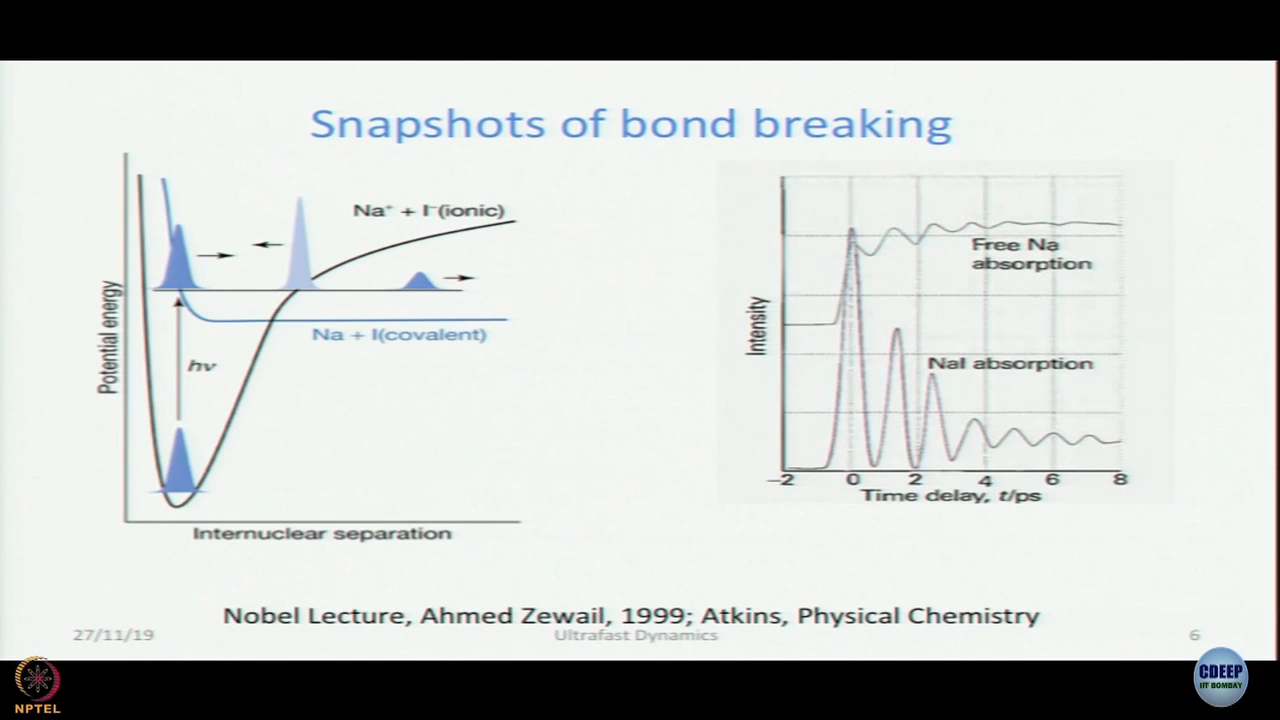 Snapshots of bond breaking
Potential energy
Na⁺ + I⁻(ionic)
Na + I(covalent)
hν
Internuclear separation
Intensity
Free Na
absorption
NaI absorption
−2 0 2 4 6 8
Time delay, t/ps
Nobel Lecture, Ahmed Zewail, 1999; Atkins, Physical Chemistry
27/11/19 Ultrafast Dynamics 6
NPTEL
CDEEP
IIT BOMBAY